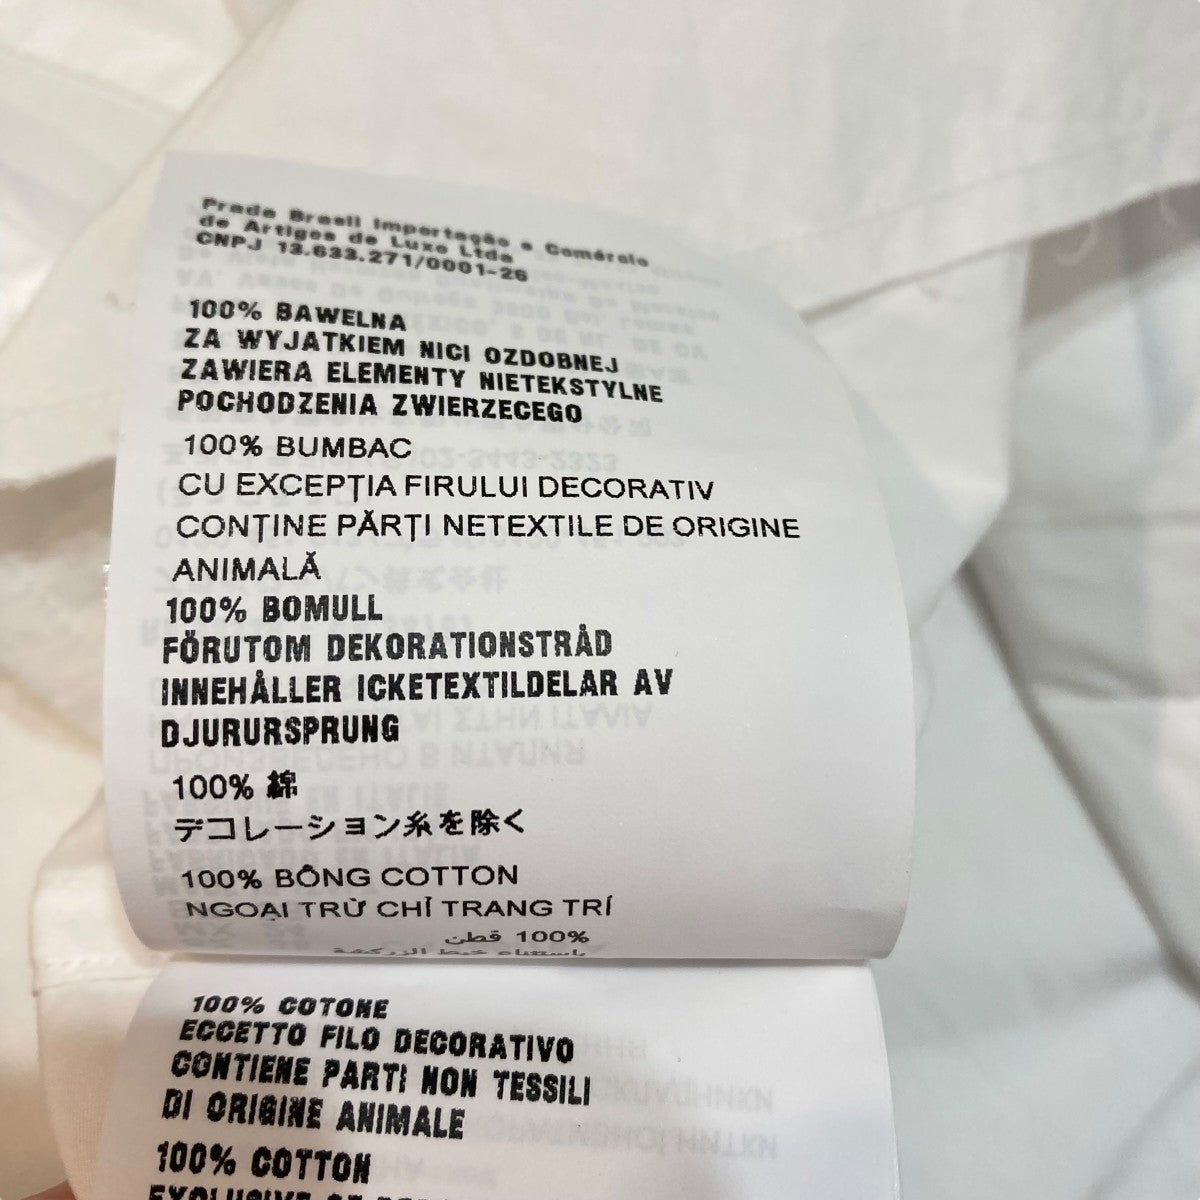 Prada Brasil Importação e Comércio
de Artigos de Luxo Ltda
CNPJ 13.633.271/0001-26
100% BAWELNA
ZA WYJATKIEM NICI OZDOBNEJ
ZAWIERA ELEMENTY NIETEKSTYLNE
POCHODZENIA ZWIERZECEGO
100% BUMBAC
CU EXCEPȚIA FIRULUI DECORATIV
CONȚINE PĂRȚI NETEXTILE DE ORIGINE
ANIMALĂ
100% BOMULL
FÖRUTOM DEKORATIONSTRÅD
INNEHÅLLER ICKETEXTILDELAR AV
DJURURSPRUNG
100% 綿
デコレーション糸を除く
100% BÔNG COTTON
NGOẠI TRỪ CHỈ TRANG TRÍ
100% قطن
باستثناء خيط الزركشة
100% COTONE
ECCETTO FILO DECORATIVO
CONTIENE PARTI NON TESSILI
DI ORIGINE ANIMALE
100% COTTON